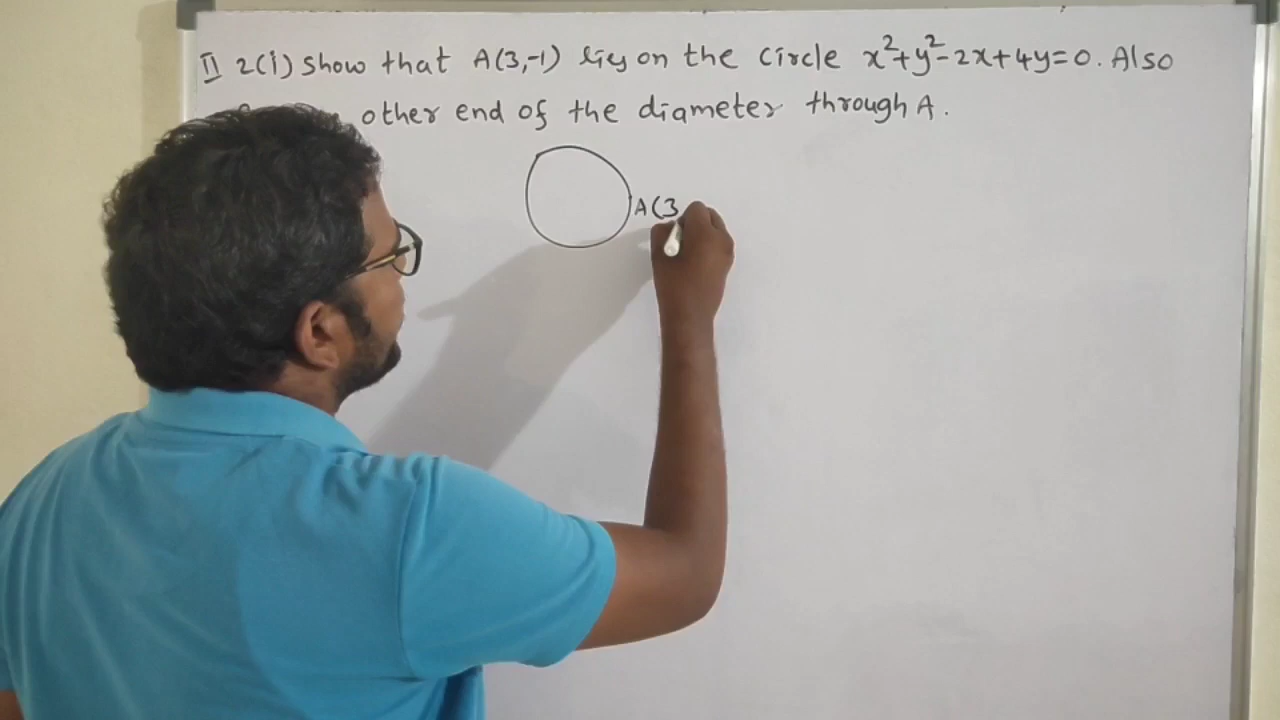 II 2(i) Show that A(3,-1) lies on the circle x²+y²-2x+4y=0. Also
other end of the diameter through A.
A(3